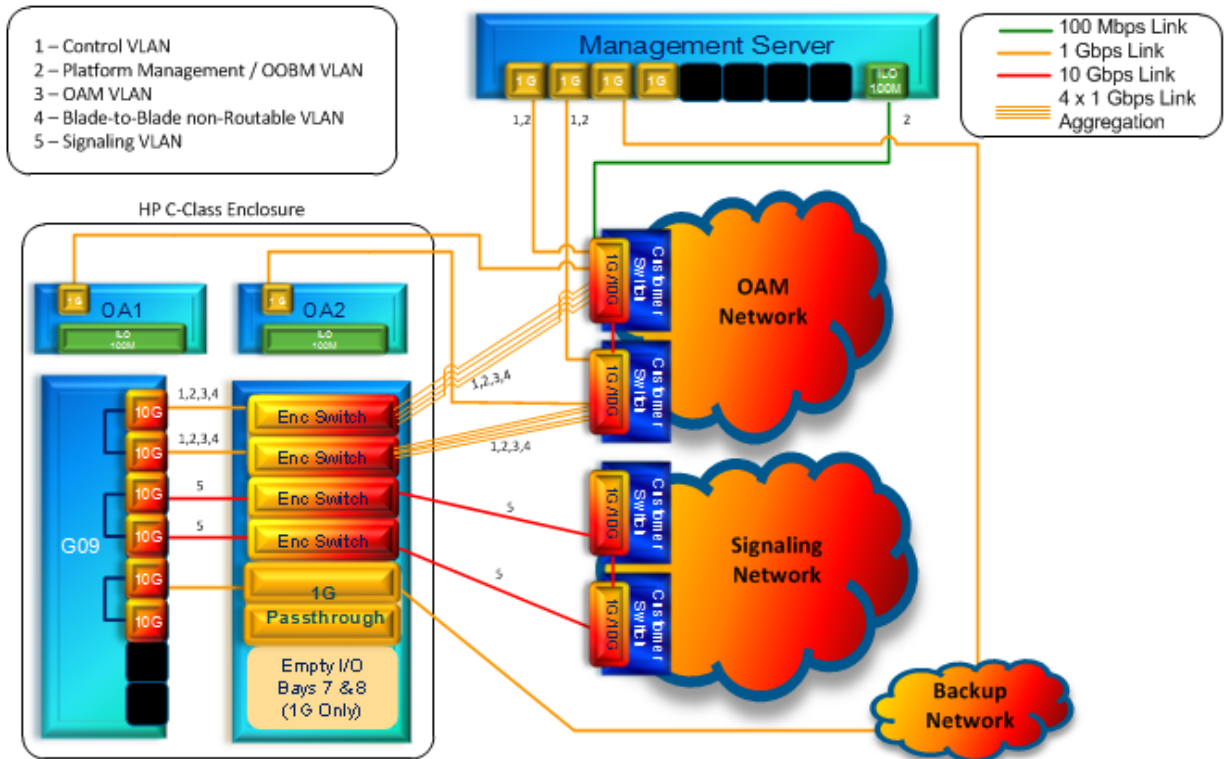 1 – Control VLAN
2 – Platform Management / OOBM VLAN
3 – OAM VLAN
4 – Blade-to-Blade non-Routable VLAN
5 – Signaling VLAN
Management Server
1G
1G
1G
1G
ILO
100M
1,2
1,2
2
100 Mbps Link
1 Gbps Link
10 Gbps Link
4 x 1 Gbps Link
Aggregation
HP C-Class Enclosure
1G
OA1
ILO
100M
1G
OA2
ILO
100M
1G/10G
Customer
Switch
1G/10G
Customer
Switch
OAM
Network
G09
10G
10G
10G
10G
10G
10G
1,2,3,4
1,2,3,4
5
5
Enc Switch
Enc Switch
Enc Switch
Enc Switch
1G
Passthrough
Empty I/O
Bays 7 & 8
(1G Only)
1,2,3,4
1,2,3,4
5
5
1G/10G
Customer
Switch
1G/10G
Customer
Switch
Signaling
Network
Backup
Network